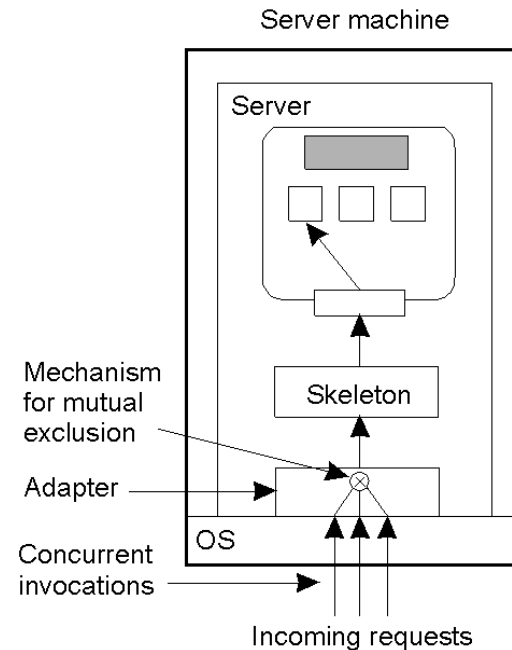 Server machine
Server
Mechanism
for mutual
exclusion
Skeleton
Adapter
OS
Concurrent
invocations
Incoming requests